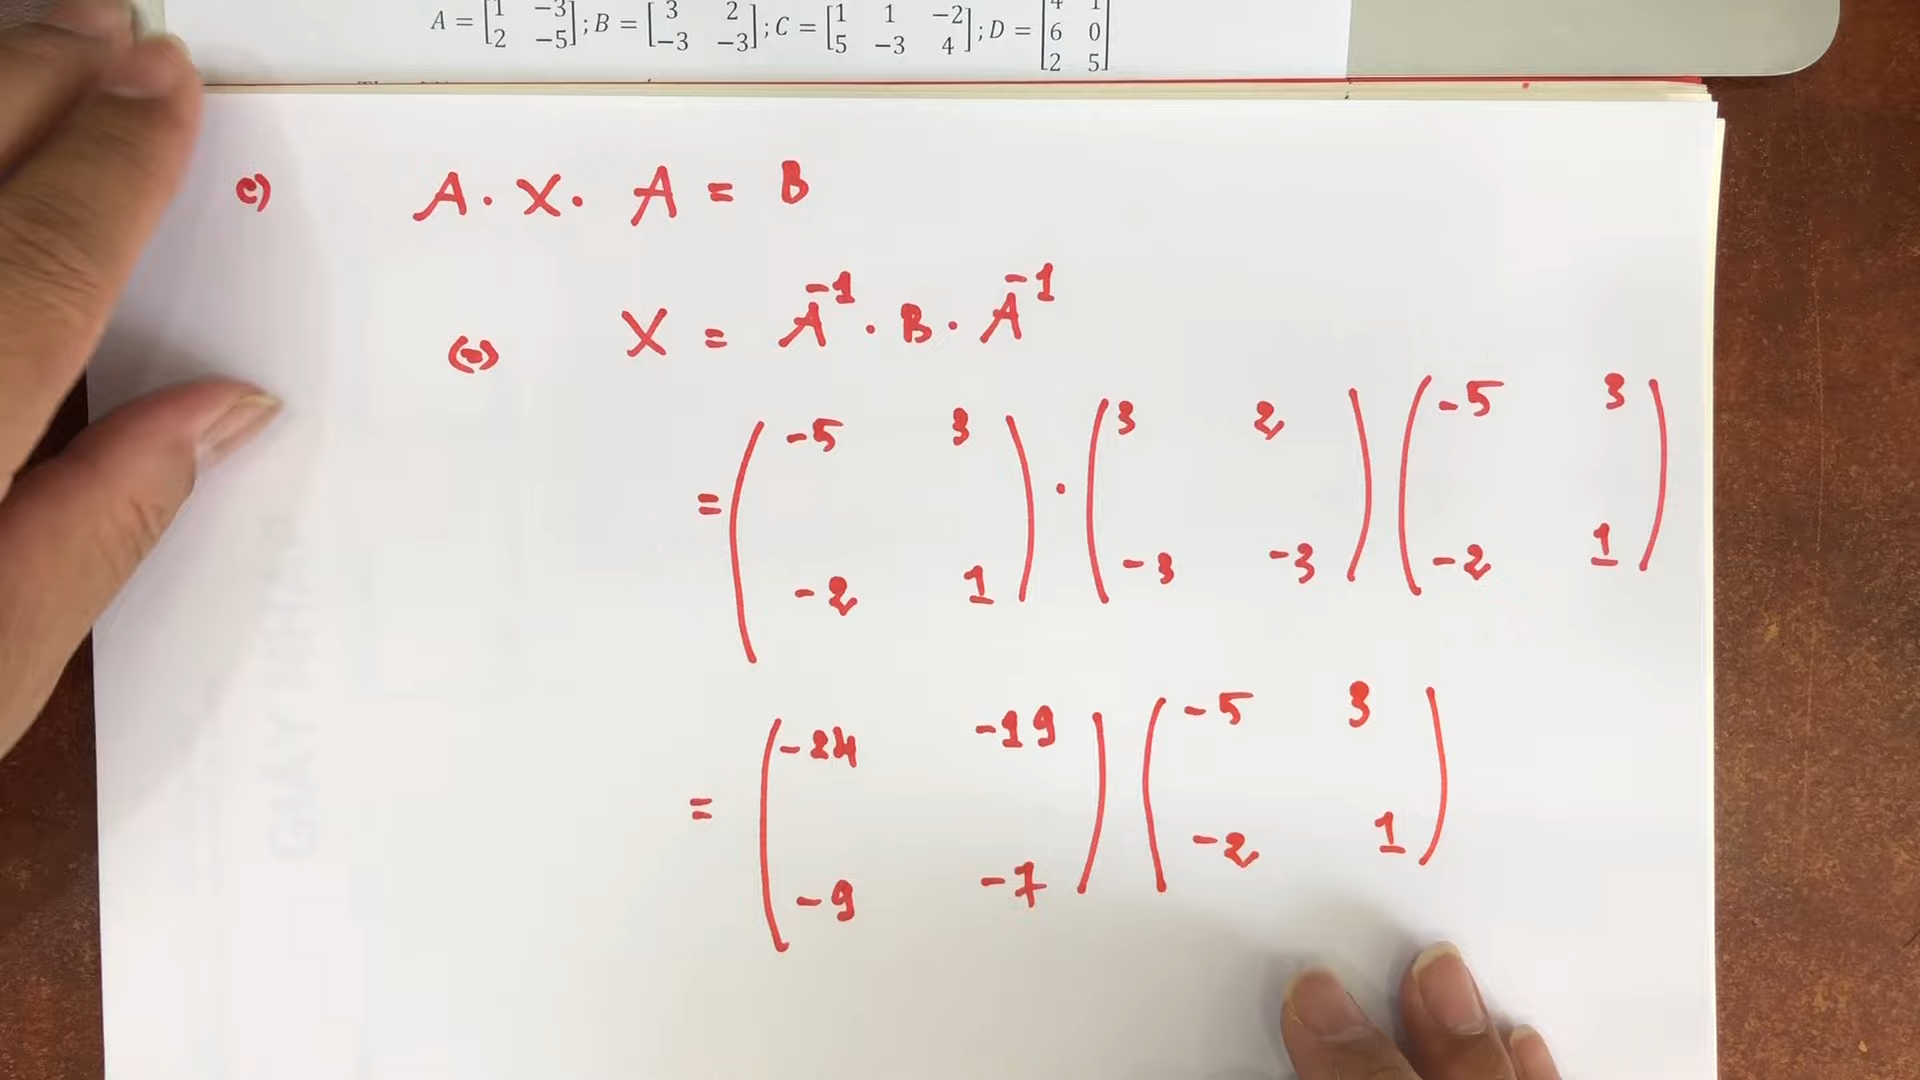 A = [1 −3; 2 −5]; B = [3 2; −3 −3]; C = [1 1 −2; 5 −3 4]; D = [4 1; 6 0; 2 5]
c) A . X . A = B
(=) X = A⁻¹ . B . A⁻¹
= (-5 3; -2 1) . (3 2; -3 -3) (-5 3; -2 1)
= (-24 -19; -9 -7) (-5 3; -2 1)